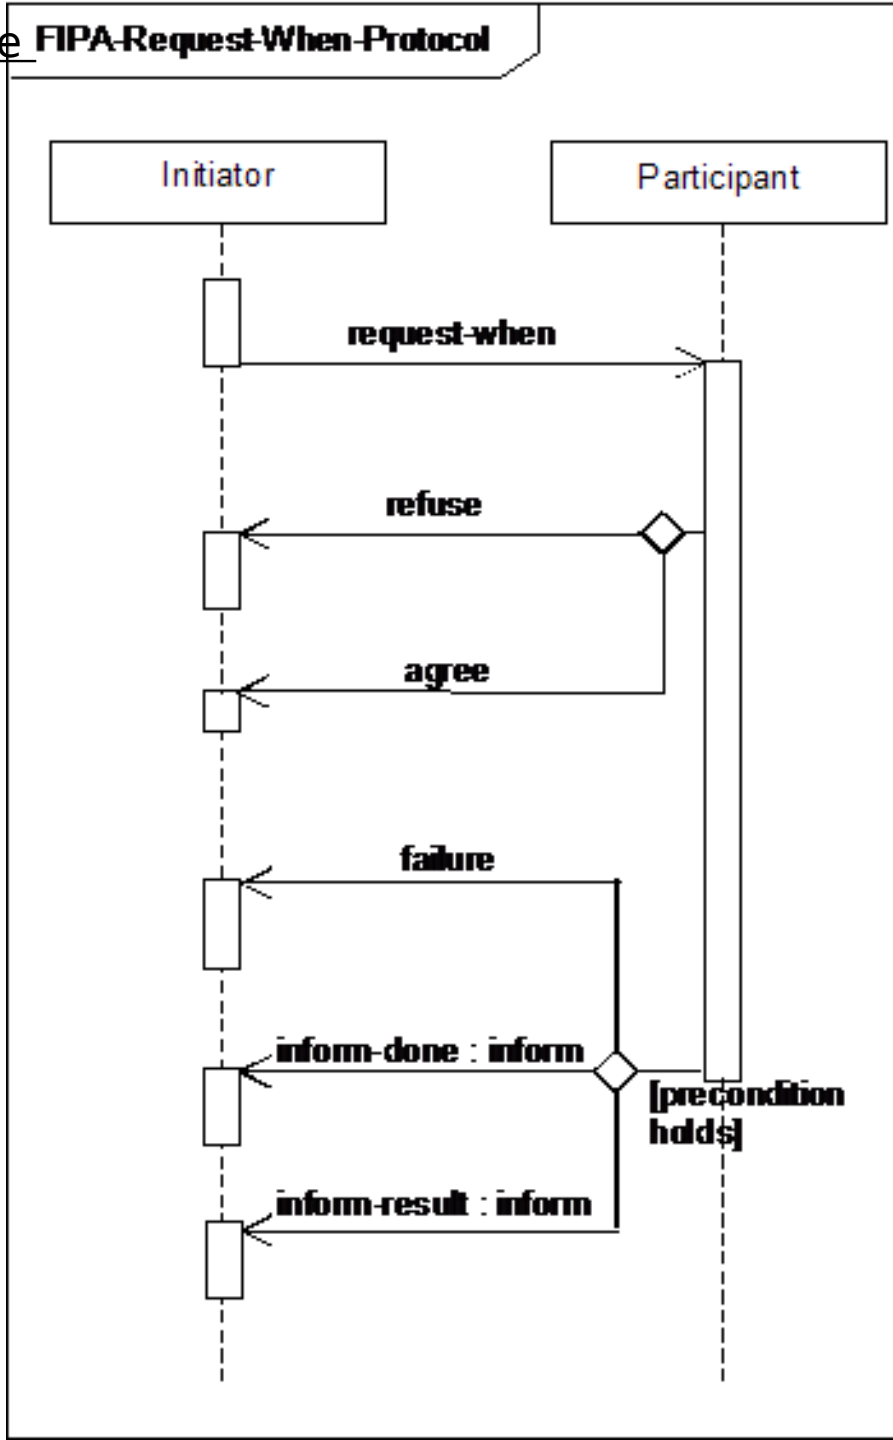 e FIPA-Request-When-Protocol
Initiator
Participant
request-when
refuse
agree
failure
inform-done : inform
[precondition
holds]
inform-result : inform